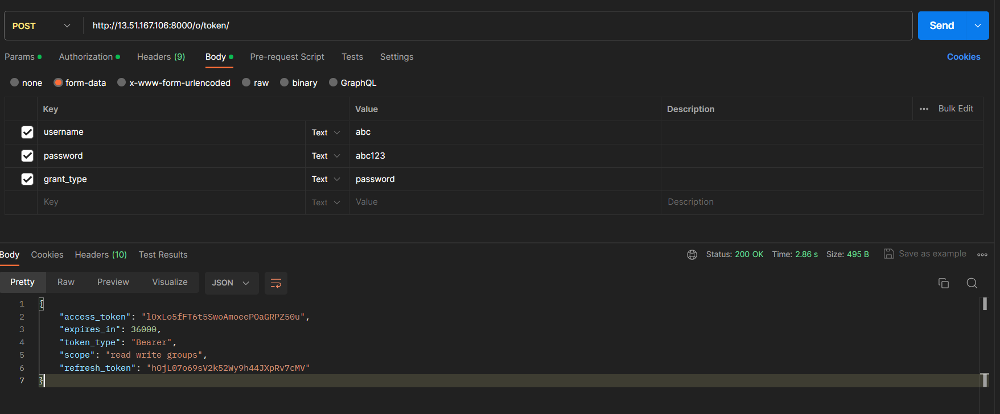 POST http://13.51.167.106:8000/o/token/ Send
Params Authorization Headers (9) Body Pre-request Script Tests Settings Cookies
none form-data x-www-form-urlencoded raw binary GraphQL
Key Value Description Bulk Edit
username Text abc
password Text abc123
grant_type Text password
Key Text Value Description
Body Cookies Headers (10) Test Results Status: 200 OK Time: 2.86 s Size: 495 B Save as example
Pretty Raw Preview Visualize JSON
1 {
2 "access_token": "lOxLo5fFT6t5SwoAmoeePOaGRPZ50u",
3 "expires_in": 36000,
4 "token_type": "Bearer",
5 "scope": "read write groups",
6 "refresh_token": "hOjL07o69sV2k52Wy9h44JXpRv7cMV"
7 }